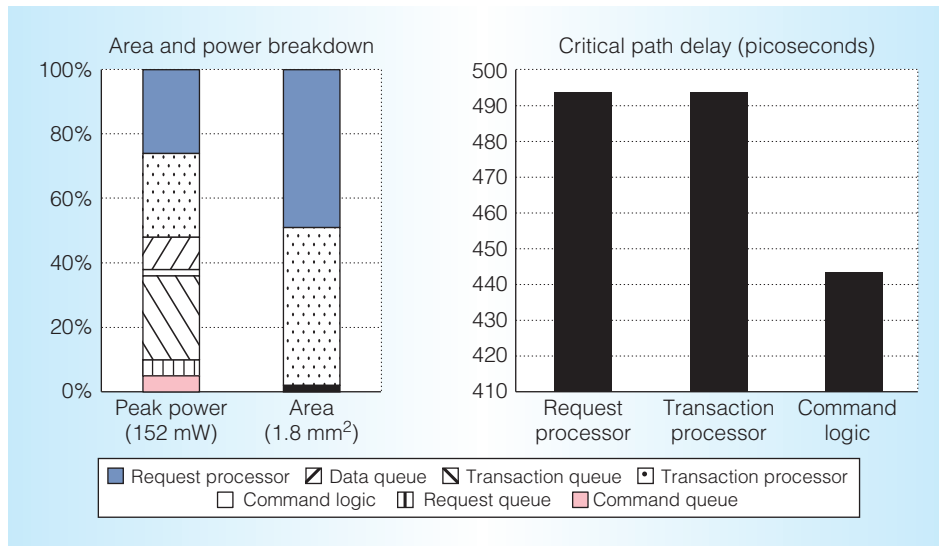 Area and power breakdown
100%
80%
60%
40%
20%
0%
Peak power
(152 mW)
Area
(1.8 mm²)
Critical path delay (picoseconds)
500
490
480
470
460
450
440
430
420
410
Request
processor
Transaction
processor
Command
logic
Request processor Data queue Transaction queue Transaction processor
Command logic Request queue Command queue